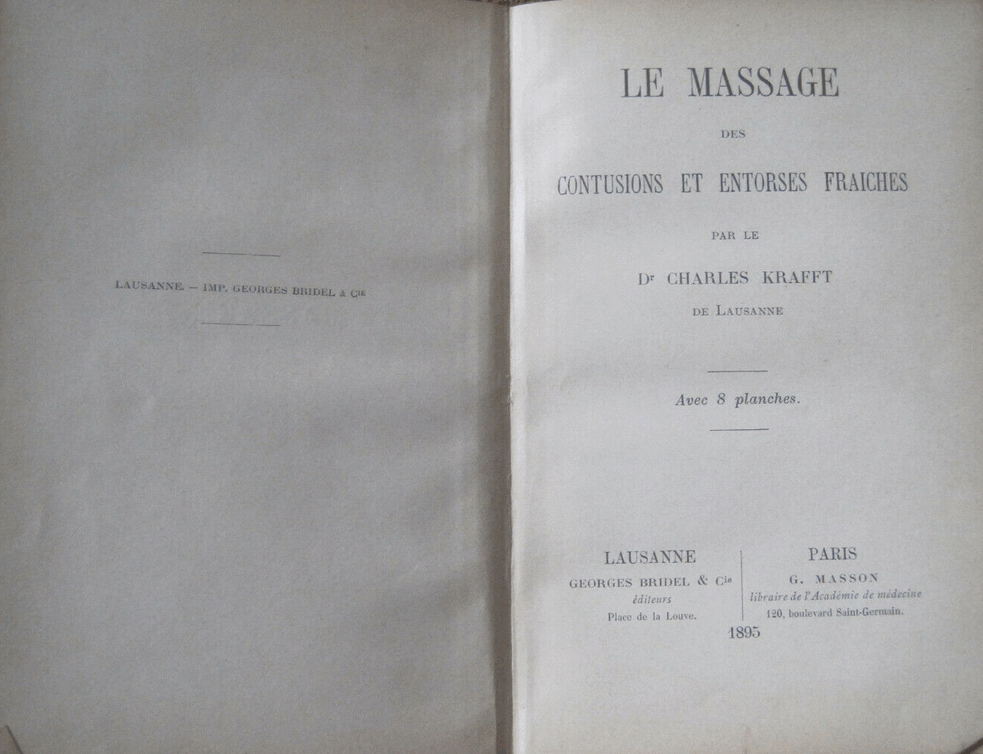 LAUSANNE. — IMP. GEORGES BRIDEL & Cie
LE MASSAGE
DES
CONTUSIONS ET ENTORSES FRAICHES
PAR LE
Dr CHARLES KRAFFT
DE LAUSANNE
Avec 8 planches.
LAUSANNE
GEORGES BRIDEL & Cie
éditeurs
Place de la Louve.
PARIS
G. MASSON
libraire de l'Académie de médecine
120, boulevard Saint-Germain.
1895